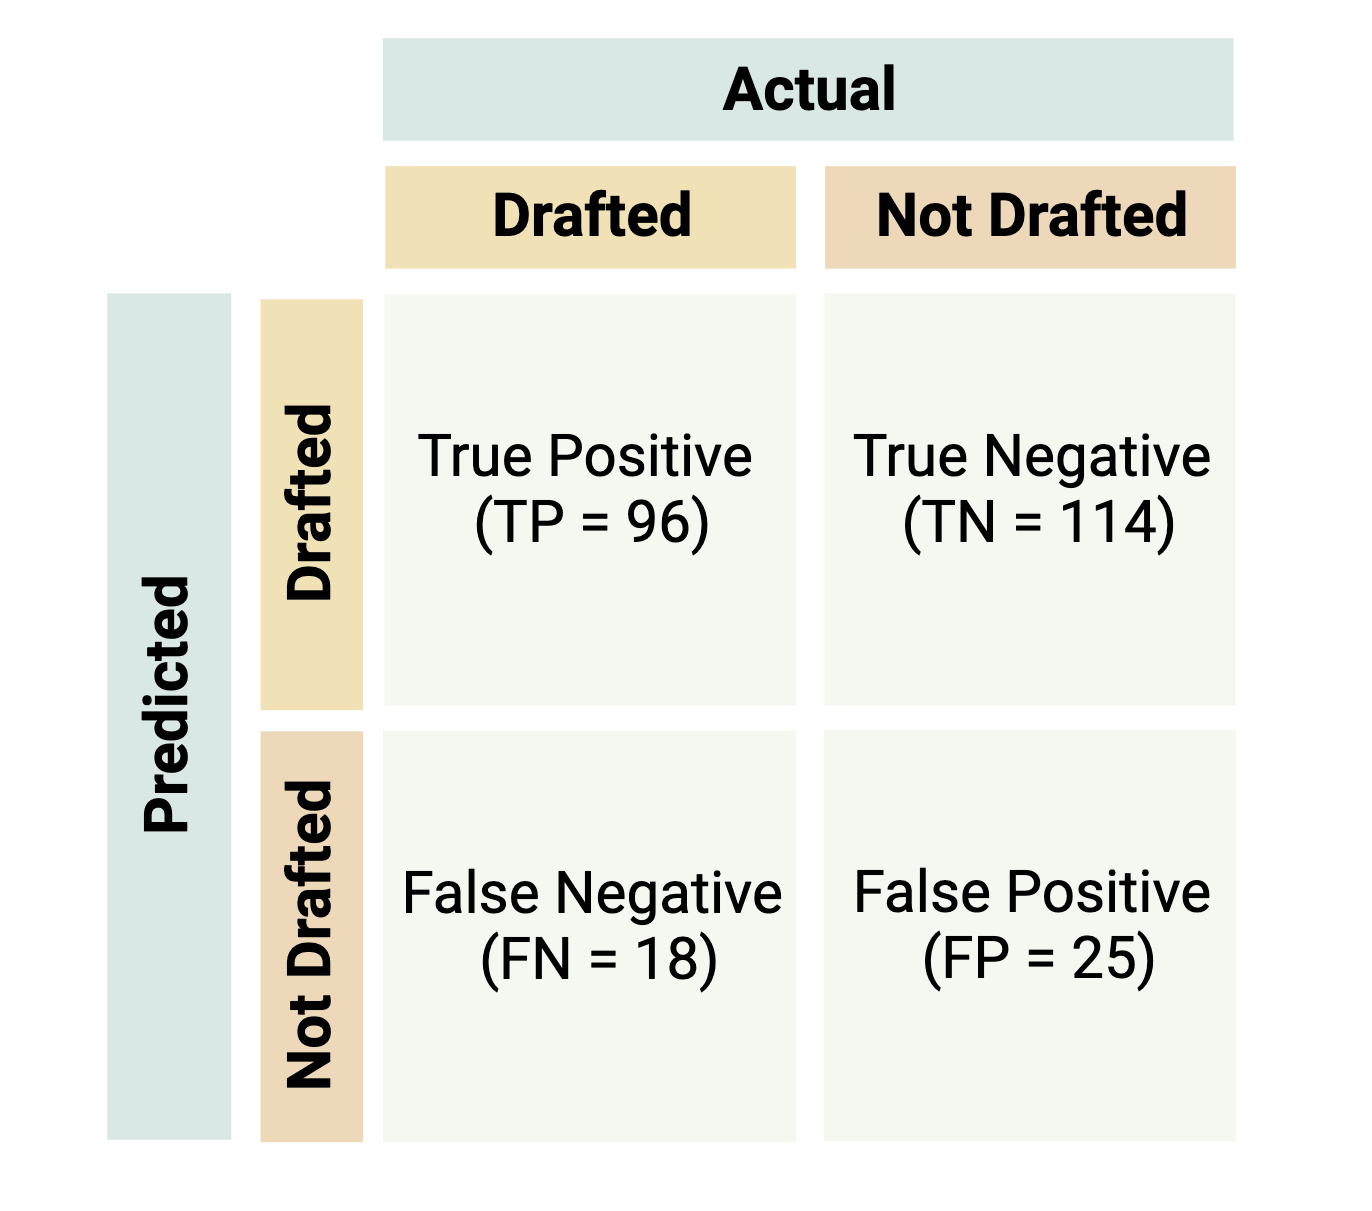 Actual
Drafted
Not Drafted
Predicted
Drafted
True Positive
(TP = 96)
True Negative
(TN = 114)
Not Drafted
False Negative
(FN = 18)
False Positive
(FP = 25)